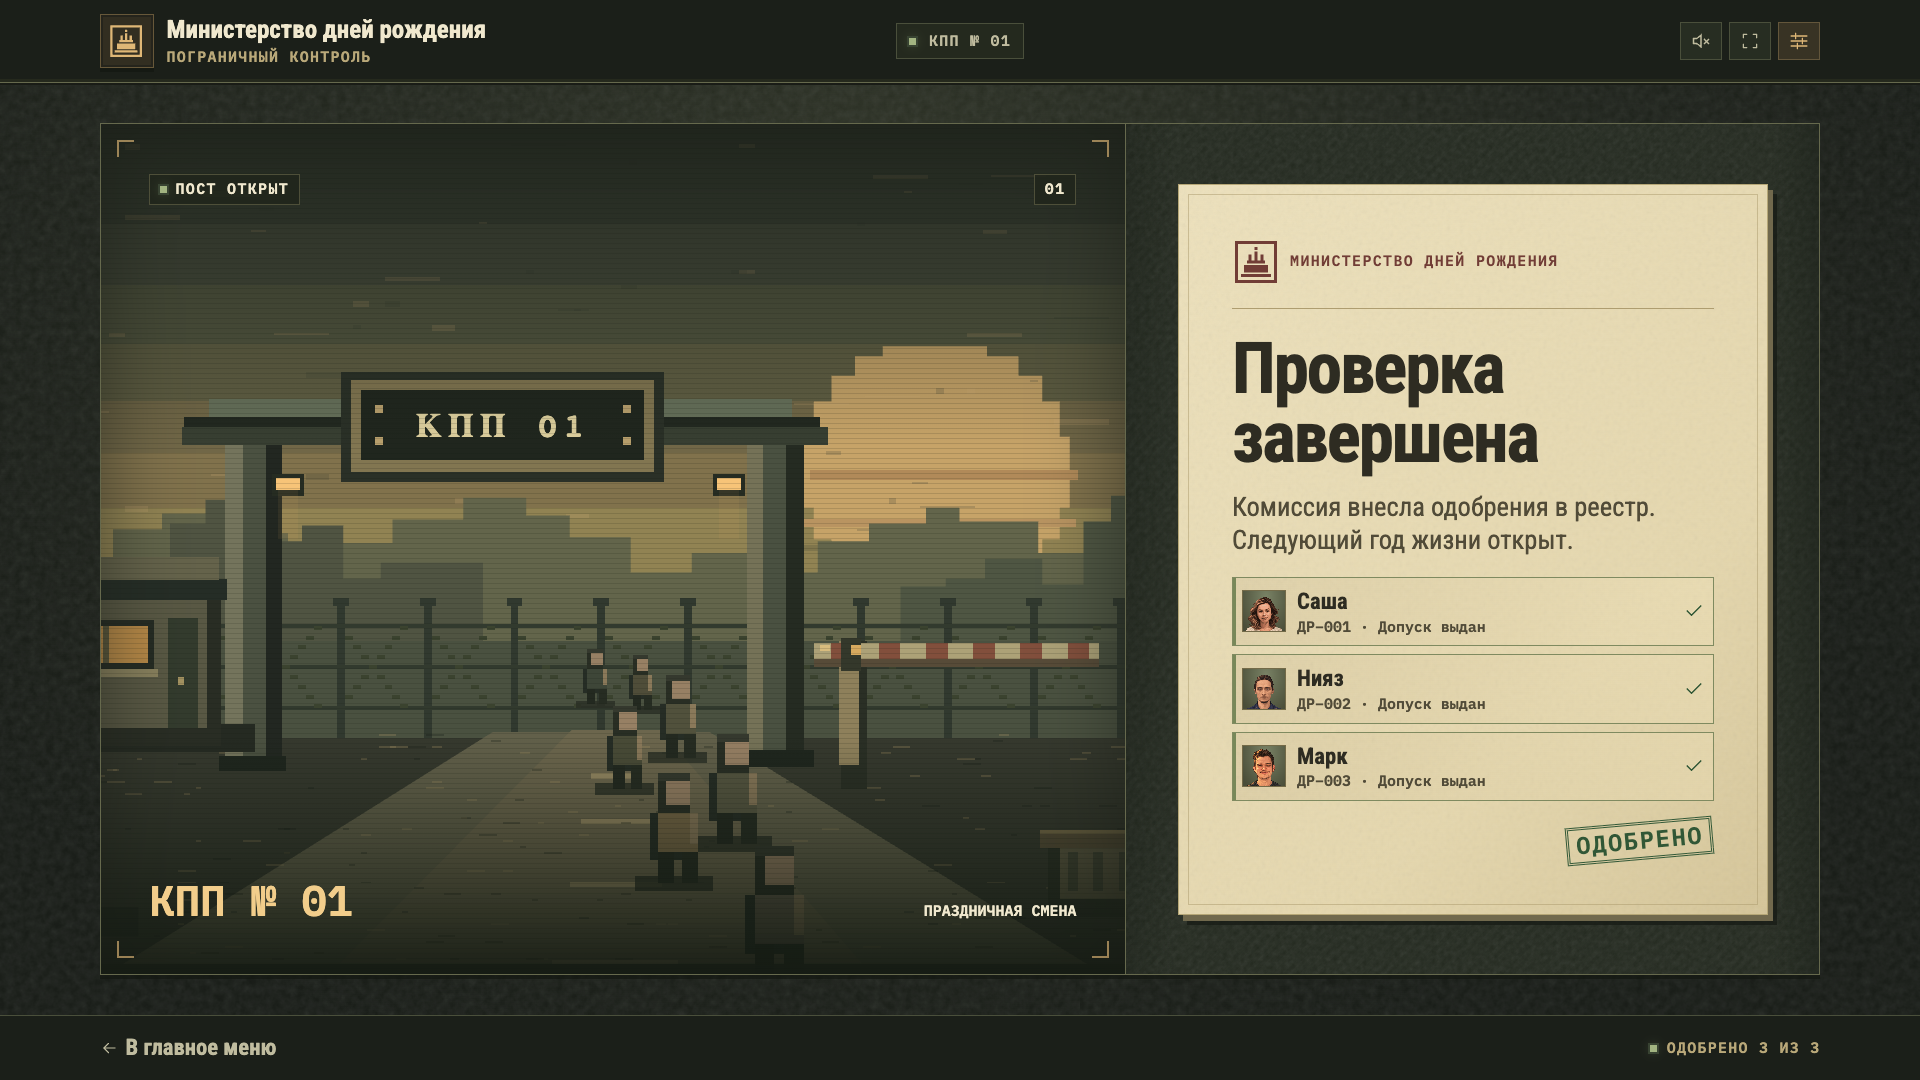 Министерство дней рождения
ПОГРАНИЧНЫЙ КОНТРОЛЬ
КПП № 01
ПОСТ ОТКРЫТ
01
КПП 01
КПП № 01
ПРАЗДНИЧНАЯ СМЕНА
МИНИСТЕРСТВО ДНЕЙ РОЖДЕНИЯ
Проверка
завершена
Комиссия внесла одобрения в реестр.
Следующий год жизни открыт.
Саша
ДР-001 · Допуск выдан
Нияз
ДР-002 · Допуск выдан
Марк
ДР-003 · Допуск выдан
ОДОБРЕНО
← В главное меню
ОДОБРЕНО 3 ИЗ 3